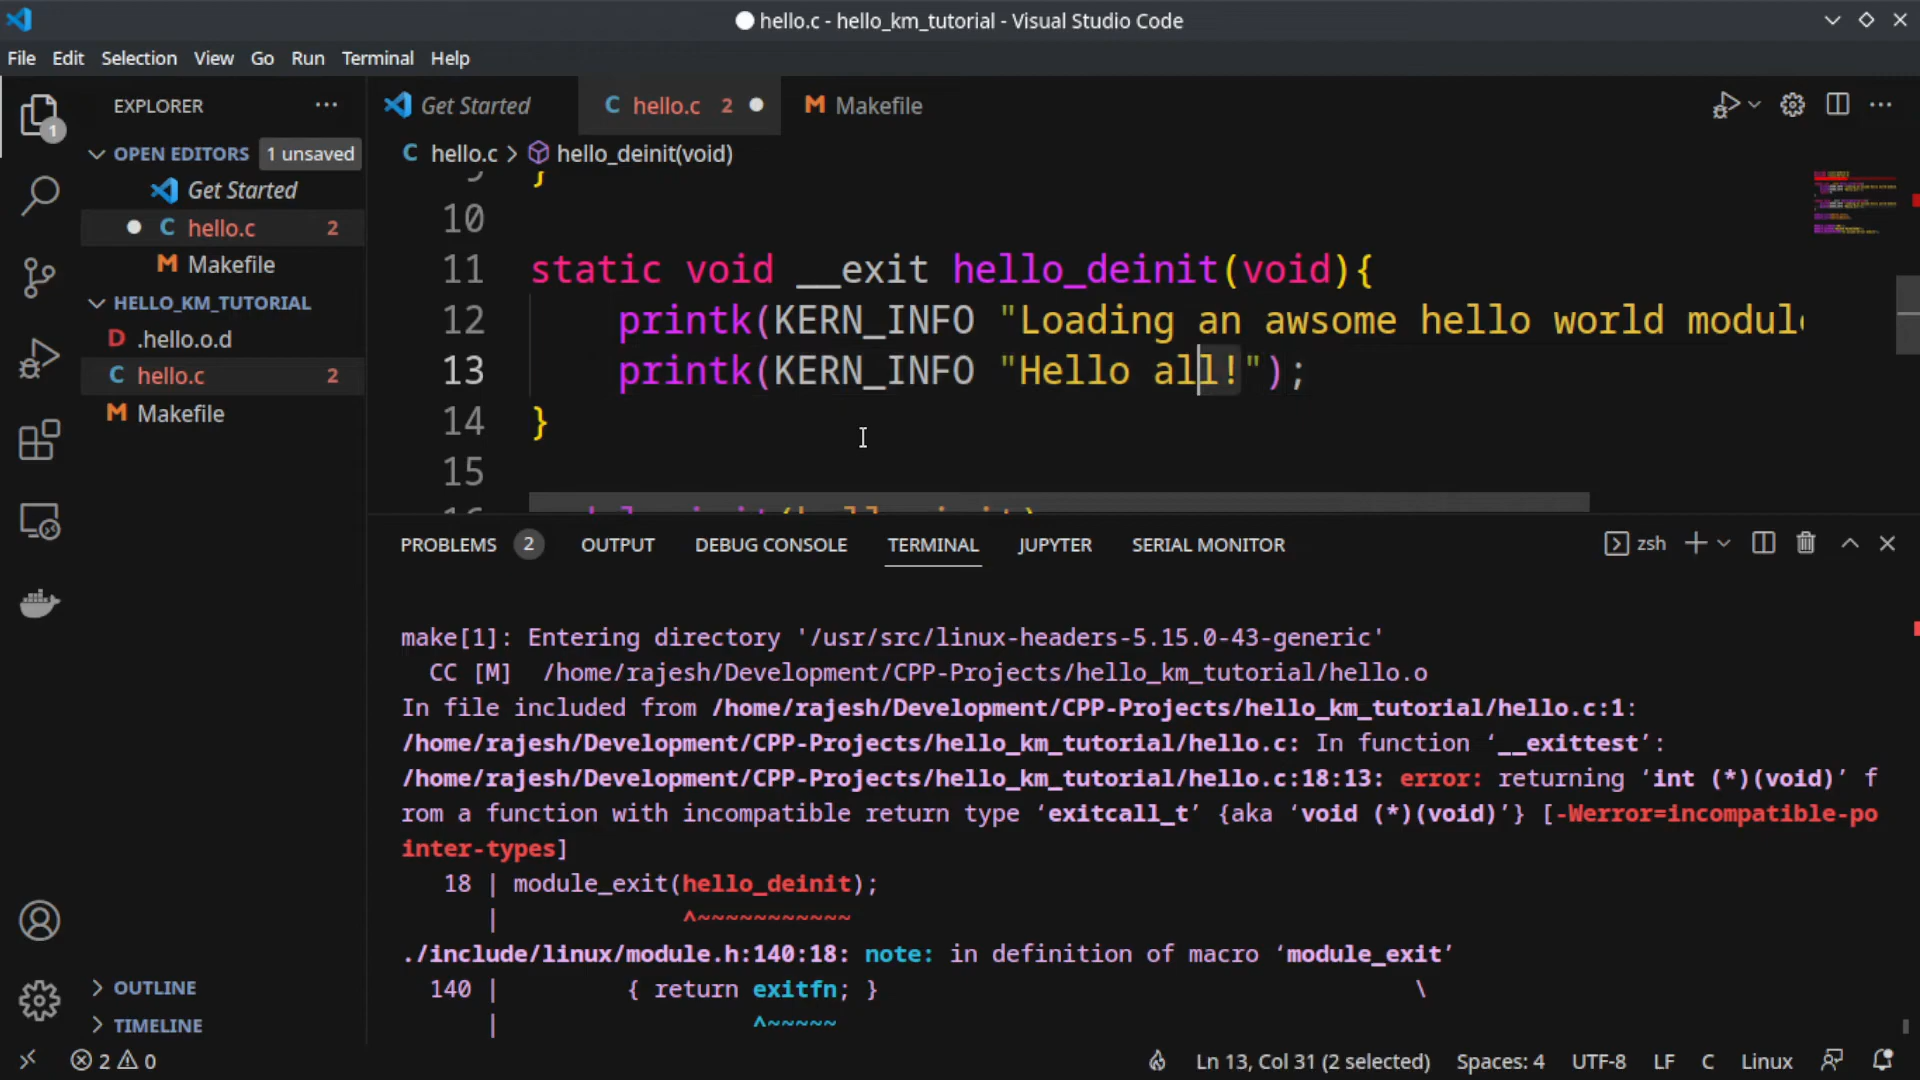 hello.c - hello_km_tutorial - Visual Studio Code
File Edit Selection View Go Run Terminal Help
EXPLORER
OPEN EDITORS 1 unsaved
Get Started
C hello.c 2
M Makefile
HELLO_KM_TUTORIAL
D .hello.o.d
C hello.c 2
M Makefile
OUTLINE
TIMELINE
1
Get Started C hello.c 2 M Makefile
C hello.c > hello_deinit(void)
9 }
10
11 static void __exit hello_deinit(void){
12 printk(KERN_INFO "Loading an awsome hello world modul
13 printk(KERN_INFO "Hello all!");
14 }
15
PROBLEMS 2 OUTPUT DEBUG CONSOLE TERMINAL JUPYTER SERIAL MONITOR zsh
make[1]: Entering directory '/usr/src/linux-headers-5.15.0-43-generic'
CC [M] /home/rajesh/Development/CPP-Projects/hello_km_tutorial/hello.o
In file included from /home/rajesh/Development/CPP-Projects/hello_km_tutorial/hello.c:1:
/home/rajesh/Development/CPP-Projects/hello_km_tutorial/hello.c: In function ‘__exittest’:
/home/rajesh/Development/CPP-Projects/hello_km_tutorial/hello.c:18:13: error: returning ‘int (*)(void)’ f
rom a function with incompatible return type ‘exitcall_t’ {aka ‘void (*)(void)’} [-Werror=incompatible-po
inter-types]
18 | module_exit(hello_deinit);
| ^~~~~~~~~~~~
./include/linux/module.h:140:18: note: in definition of macro ‘module_exit’
140 | { return exitfn; } \
| ^~~~~~
2 0 Ln 13, Col 31 (2 selected) Spaces: 4 UTF-8 LF C Linux